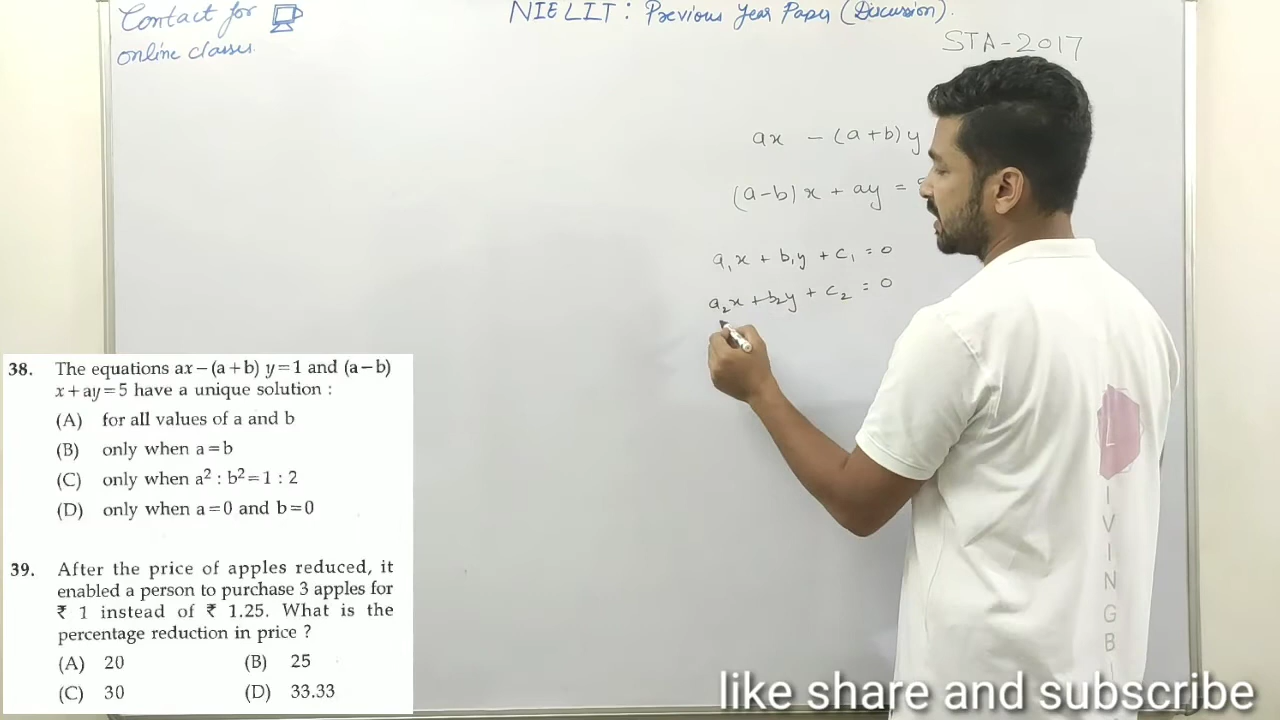 Contact for
online classes
NIELIT : Previous Year Paper (Discussion).
STA-2017
ax - (a+b) y
(a-b) x + ay =
a₁x + b₁y + c₁ = 0
a₂x + b₂y + c₂ = 0
38. The equations ax – (a + b) y = 1 and (a – b)
x + ay = 5 have a unique solution :
(A) for all values of a and b
(B) only when a = b
(C) only when a² : b² = 1 : 2
(D) only when a = 0 and b = 0
39. After the price of apples reduced, it
enabled a person to purchase 3 apples for
₹ 1 instead of ₹ 1.25. What is the
percentage reduction in price ?
(A) 20 (B) 25
(C) 30 (D) 33.33
L
I
V
I
N
G
B
like share and subscribe